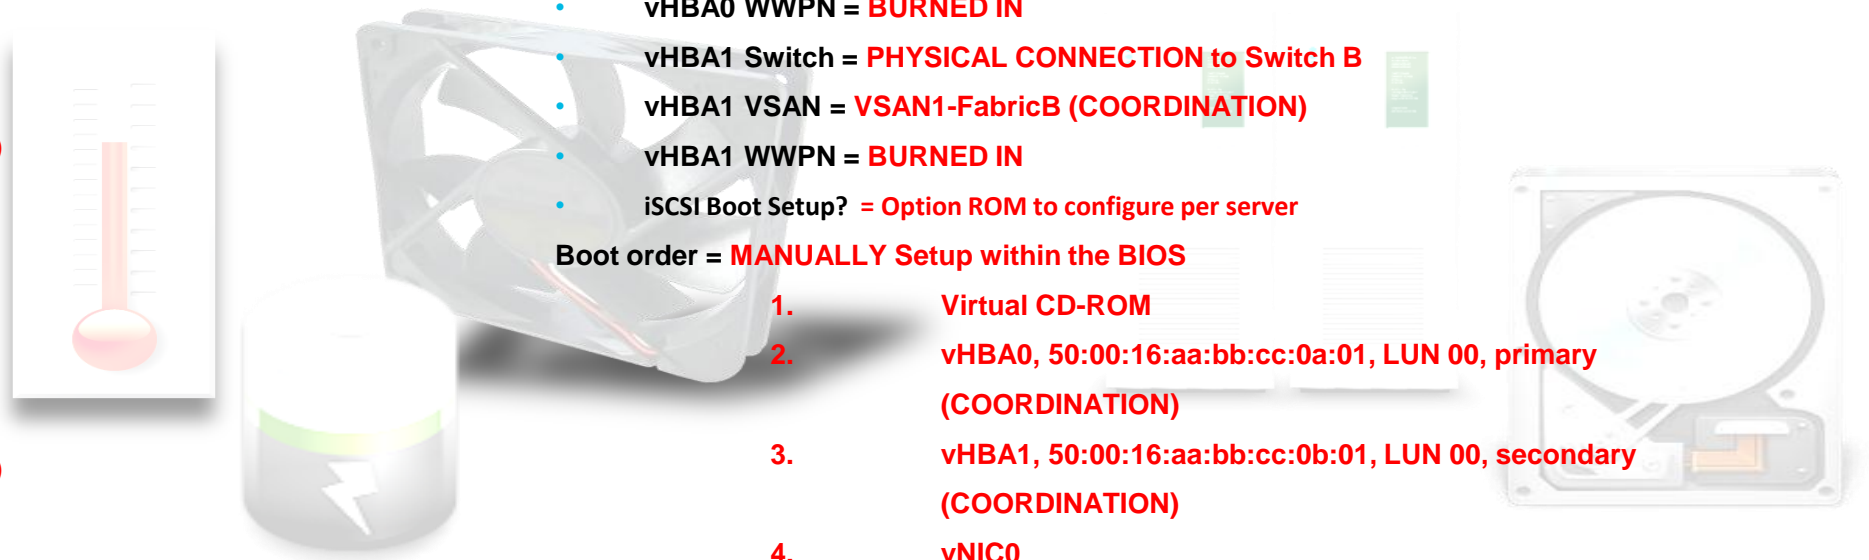 • vHBA0 WWPN = BURNED IN
• vHBA1 Switch = PHYSICAL CONNECTION to Switch B
• vHBA1 VSAN = VSAN1-FabricB (COORDINATION)
)
• vHBA1 WWPN = BURNED IN
• iSCSI Boot Setup? = Option ROM to configure per server
Boot order = MANUALLY Setup within the BIOS
1. Virtual CD-ROM
2. vHBA0, 50:00:16:aa:bb:cc:0a:01, LUN 00, primary
(COORDINATION)
3. vHBA1, 50:00:16:aa:bb:cc:0b:01, LUN 00, secondary
)
(COORDINATION)
4. vNIC0